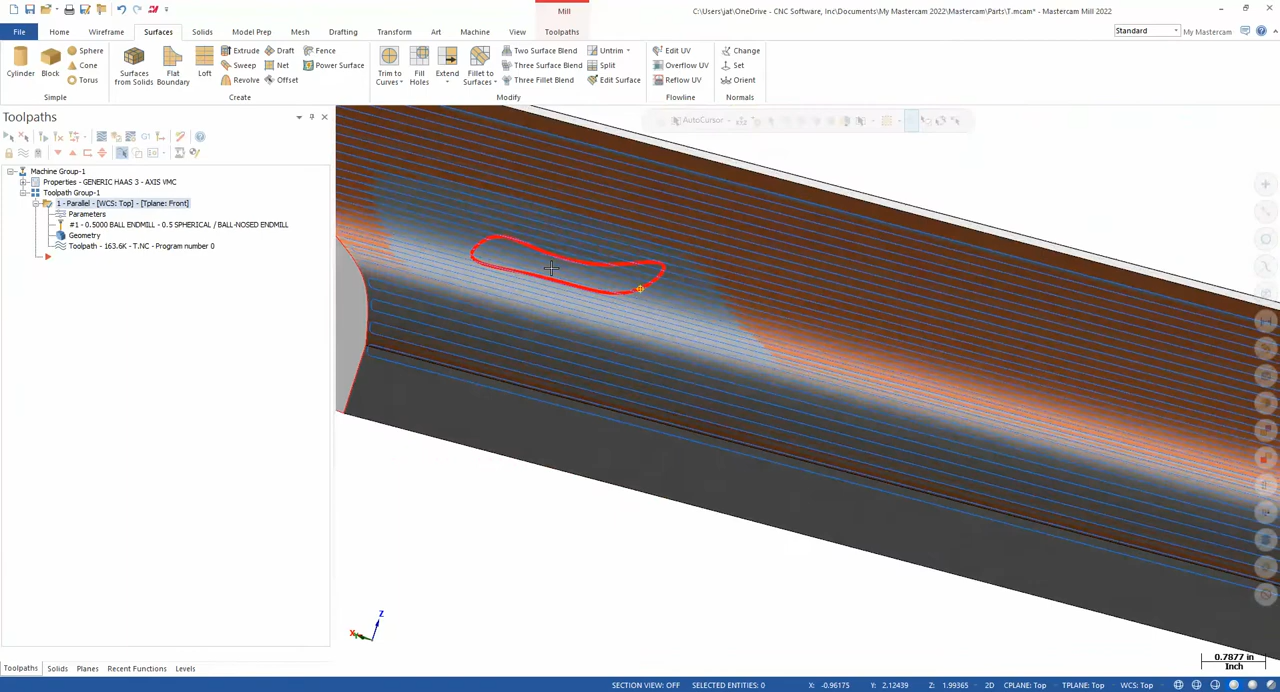 Mill
C:\Users\jat\OneDrive - CNC Software, Inc\Documents\My Mastercam 2022\Mastercam\Parts\T.mcam* - Mastercam Mill 2022
File Home Wireframe Surfaces Solids Model Prep Mesh Drafting Transform Art Machine View Toolpaths
Standard My Mastercam
Cylinder Block Sphere Cone Torus
Simple
Surfaces from Solids Flat Boundary Loft Extrude Sweep Revolve Draft Net Offset Fence Power Surface
Create
Trim to Curves Fill Holes Extend Fillet to Surfaces Two Surface Blend Three Surface Blend Three Fillet Blend Untrim Split Edit Surface
Modify
Edit UV Overflow UV Reflow UV
Flowline
Change Set Orient
Normals
Toolpaths
AutoCursor
G1
Machine Group-1
Properties - GENERIC HAAS 3 - AXIS VMC
Toolpath Group-1
1 - Parallel - [WCS: Top] - [Tplane: Front]
Parameters
#1 - 0.5000 BALL ENDMILL - 0.5 SPHERICAL / BALL-NOSED ENDMILL
Geometry
Toolpath - 163.6K - T.NC - Program number 0
Z
X
0.7877 in
Inch
Toolpaths Solids Planes Recent Functions Levels
SECTION VIEW: OFF SELECTED ENTITIES: 0 X: -0.96175 Y: 2.12439 Z: 1.99365 2D CPLANE: Top TPLANE: Top WCS: Top